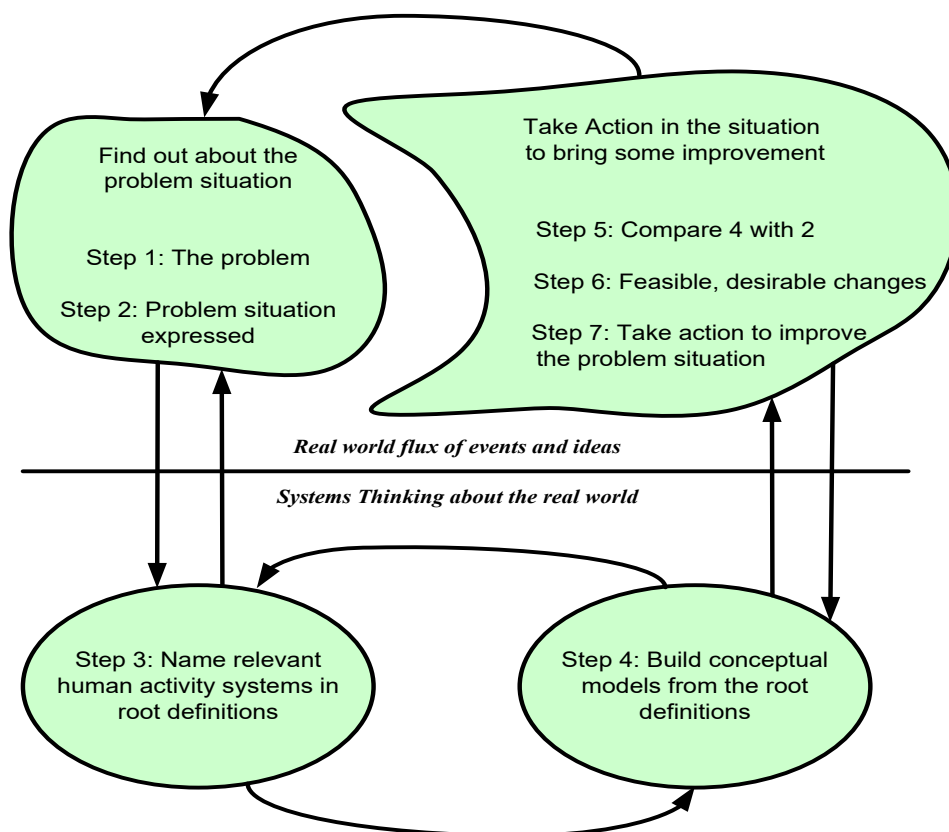 Find out about the
problem situation
Step 1: The problem
Step 2: Problem situation
expressed
Take Action in the situation
to bring some improvement
Step 5: Compare 4 with 2
Step 6: Feasible, desirable changes
Step 7: Take action to improve
the problem situation
Real world flux of events and ideas
Systems Thinking about the real world
Step 3: Name relevant
human activity systems in
root definitions
Step 4: Build conceptual
models from the root
definitions